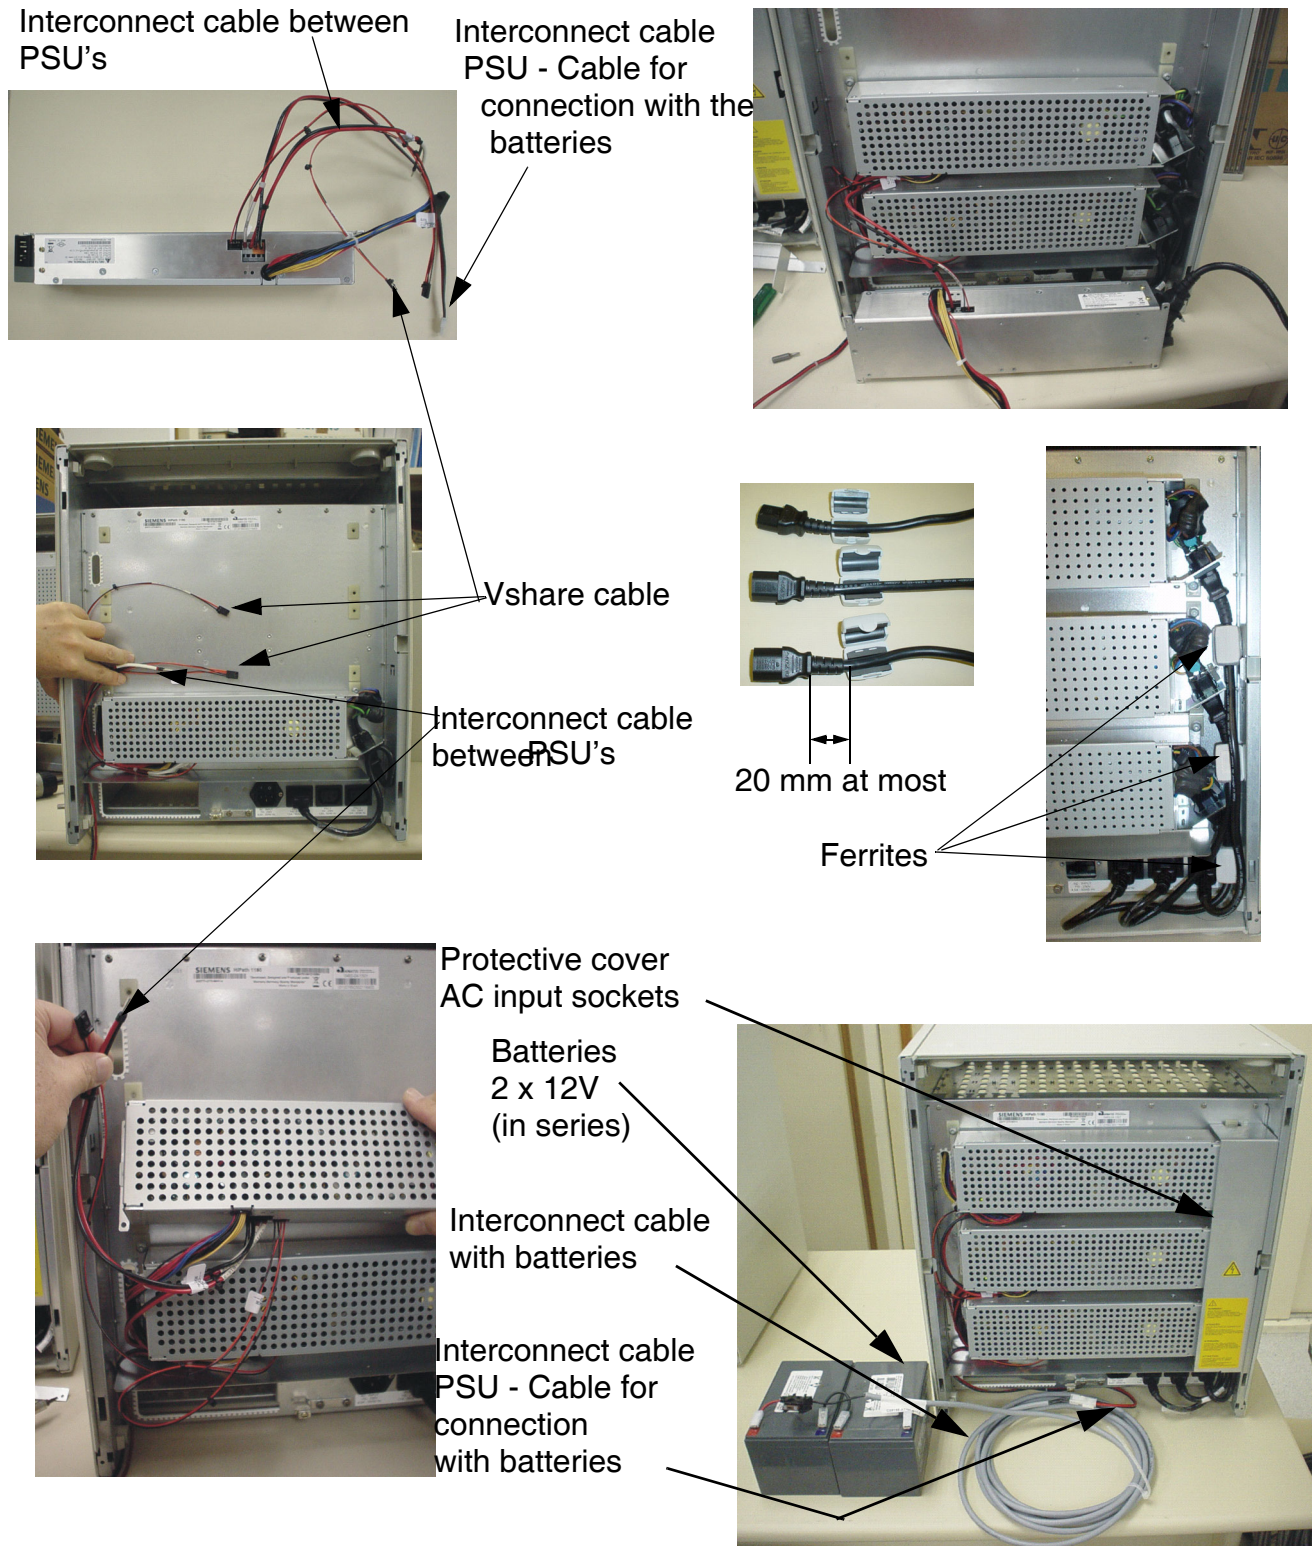 Interconnect cable between
PSU's
Interconnect cable
PSU - Cable for
connection with the
batteries
Vshare cable
Interconnect cable
between PSU's
20 mm at most
Ferrites
SIEMENS
SIEMENS
Protective cover
AC input sockets
Batteries
2 x 12V
(in series)
Interconnect cable
with batteries
Interconnect cable
PSU - Cable for
connection
with batteries
SIEMENS